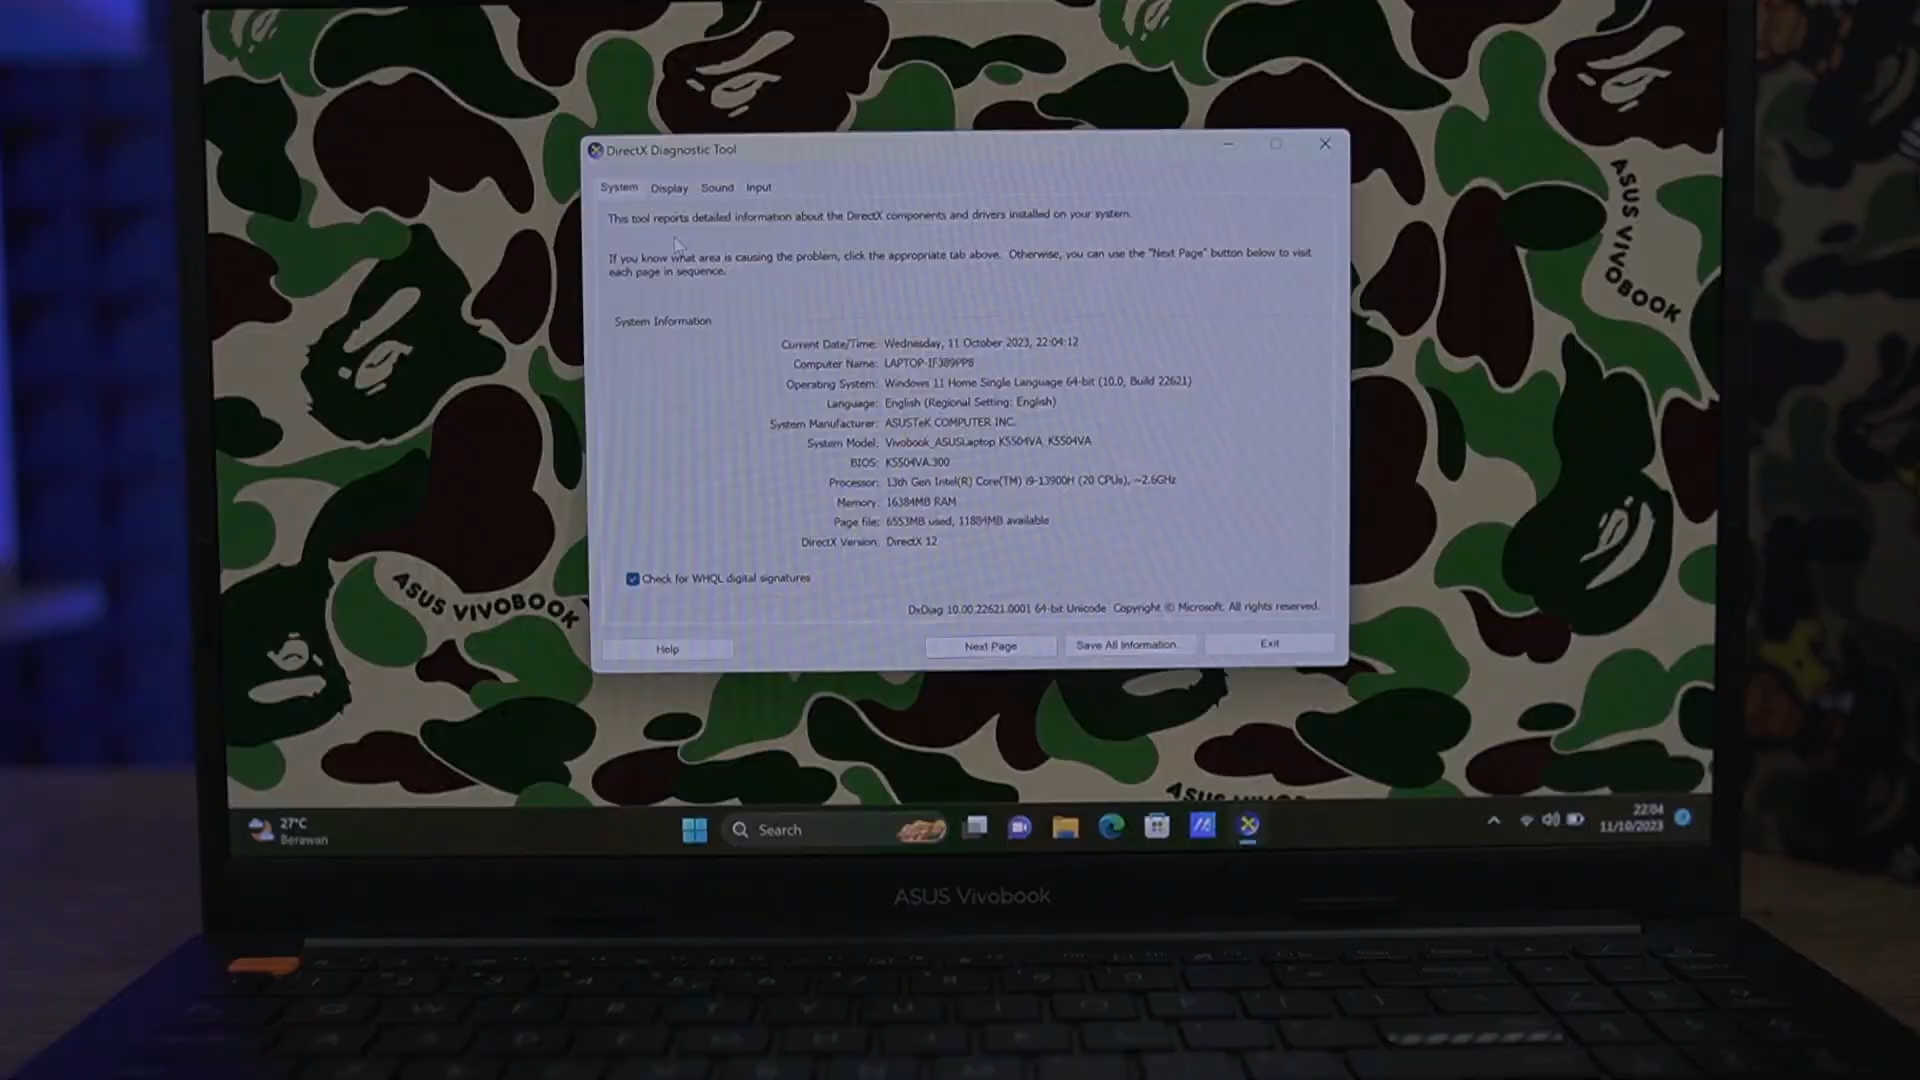 DirectX Diagnostic Tool
System Display Sound Input
This tool reports detailed information about the DirectX components and drivers installed on your system.
If you know what area is causing the problem, click the appropriate tab above. Otherwise, you can use the "Next Page" button below to visit
each page in sequence.
System Information
Current Date/Time: Wednesday, 11 October 2023, 22:04:12
Computer Name: LAPTOP-IF389PP8
Operating System: Windows 11 Home Single Language 64-bit (10.0, Build 22621)
Language: English (Regional Setting: English)
System Manufacturer: ASUSTeK COMPUTER INC.
System Model: Vivobook_ASUSLaptop K5504VA_K5504VA
BIOS: K5504VA.300
Processor: 13th Gen Intel(R) Core(TM) i9-13900H (20 CPUs), ~2.6GHz
Memory: 16384MB RAM
Page file: 6553MB used, 11884MB available
DirectX Version: DirectX 12
Check for WHQL digital signatures
DxDiag 10.00.22621.0001 64-bit Unicode Copyright © Microsoft. All rights reserved.
Help Next Page Save All Information... Exit
ASUS VIVOBOOK
ASUS VIVOBOOK
27°C
Berawan
Search
22:04
11/10/2023
ASUS Vivobook